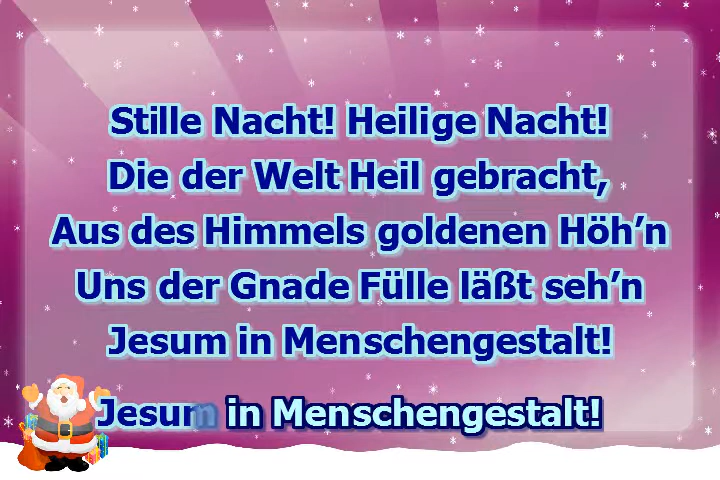 Stille Nacht! Heilige Nacht!
Die der Welt Heil gebracht,
Aus des Himmels goldenen Höh’n
Uns der Gnade Fülle läßt seh’n
Jesum in Menschengestalt!
Jesum in Menschengestalt!